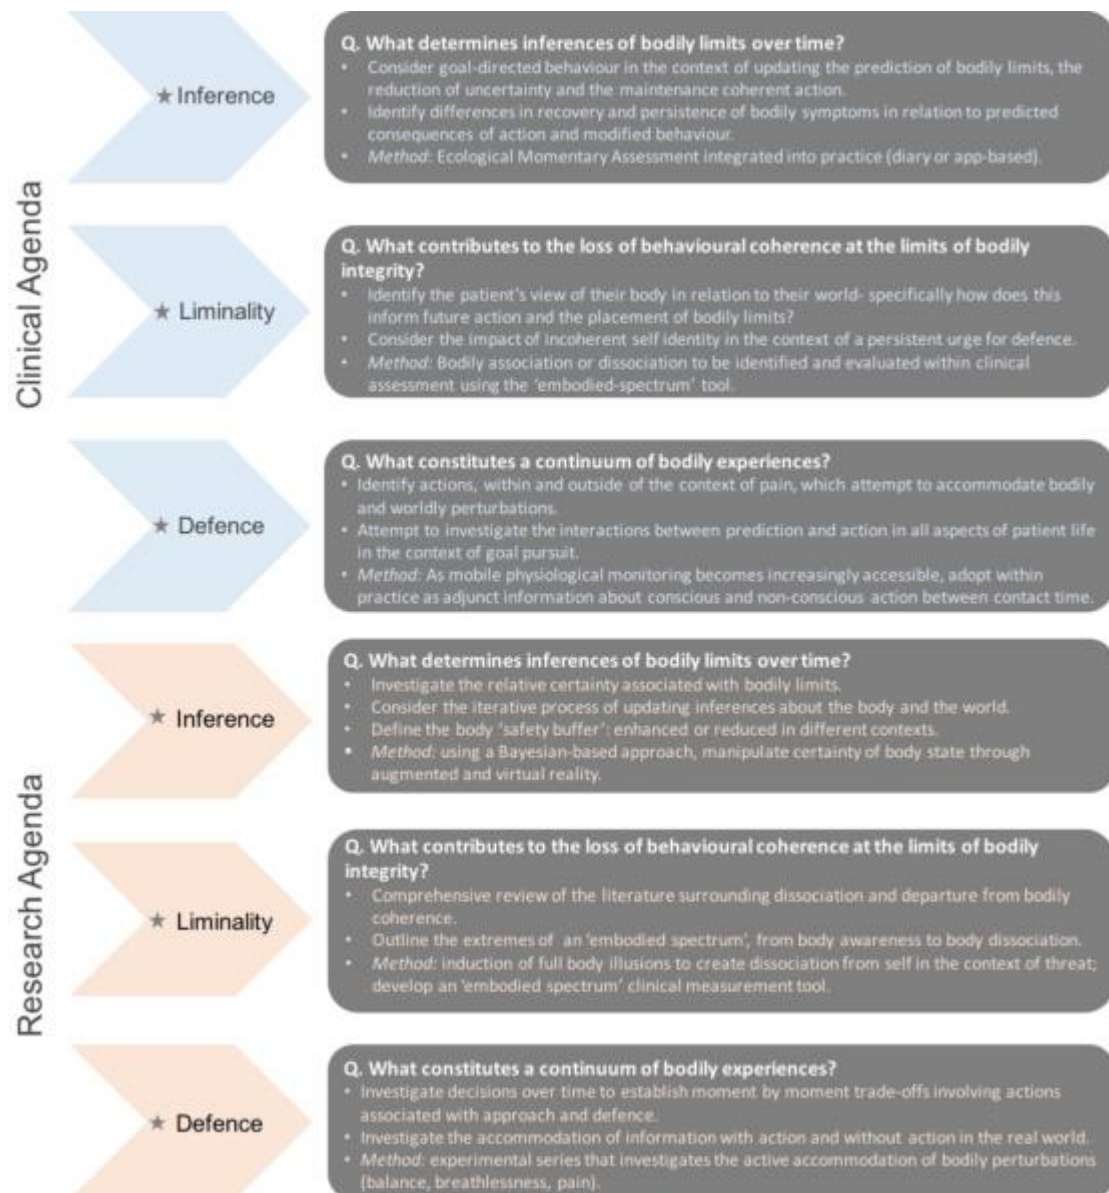 Clinical Agenda
★ Inference
Q. What determines inferences of bodily limits over time?
• Consider goal-directed behaviour in the context of updating the prediction of bodily limits, the
reduction of uncertainty and the maintenance coherent action.
• Identify differences in recovery and persistence of bodily symptoms in relation to predicted
consequences of action and modified behaviour.
• Method: Ecological Momentary Assessment integrated into practice (diary or app-based).
★ Liminality
Q. What contributes to the loss of behavioural coherence at the limits of bodily
integrity?
• Identify the patient's view of their body in relation to their world- specifically how does this
inform future action and the placement of bodily limits?
• Consider the impact of incoherent self identity in the context of a persistent urge for defence.
• Method: Bodily association or dissociation to be identified and evaluated within clinical
assessment using the 'embodied-spectrum' tool.
★ Defence
Q. What constitutes a continuum of bodily experiences?
• Identify actions, within and outside of the context of pain, which attempt to accommodate bodily
and worldly perturbations.
• Attempt to investigate the interactions between prediction and action in all aspects of patient life
in the context of goal pursuit.
• Method: As mobile physiological monitoring becomes increasingly accessible, adopt within
practice as adjunct information about conscious and non-conscious action between contact time.
Research Agenda
★ Inference
Q. What determines inferences of bodily limits over time?
• Investigate the relative certainty associated with bodily limits.
• Consider the iterative process of updating inferences about the body and the world.
• Define the body 'safety buffer': enhanced or reduced in different contexts.
• Method: using a Bayesian-based approach, manipulate certainty of body state through
augmented and virtual reality.
★ Liminality
Q. What contributes to the loss of behavioural coherence at the limits of bodily
integrity?
• Comprehensive review of the literature surrounding dissociation and departure from bodily
coherence.
• Outline the extremes of an 'embodied spectrum', from body awareness to body dissociation.
• Method: induction of full body illusions to create dissociation from self in the context of threat;
develop an 'embodied spectrum' clinical measurement tool.
★ Defence
Q. What constitutes a continuum of bodily experiences?
• Investigate decisions over time to establish moment by moment trade-offs involving actions
associated with approach and defence.
• Investigate the accommodation of information with action and without action in the real world.
• Method: experimental series that investigates the active accommodation of bodily perturbations
(balance, breathlessness, pain).